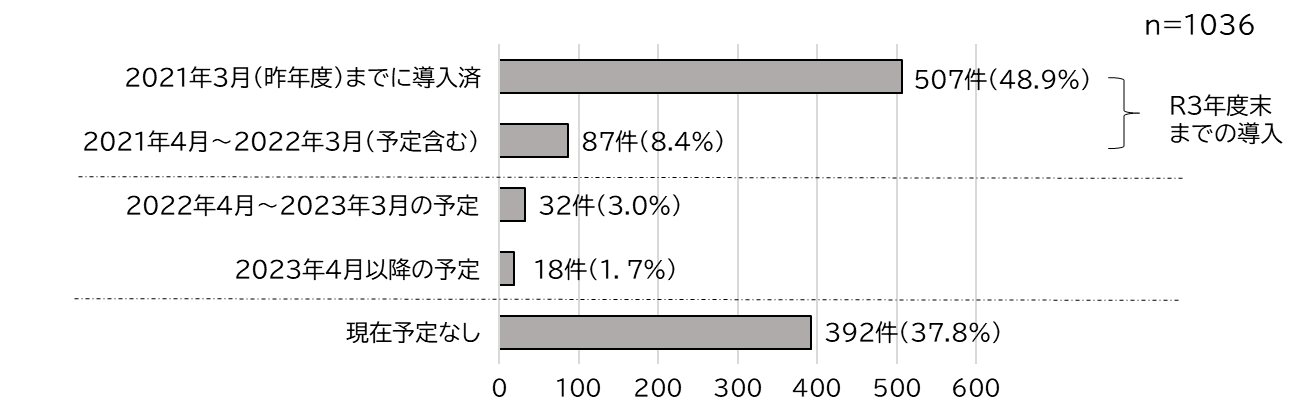 n=1036
2021年3月(昨年度)までに導入済
507件(48.9%)
2021年4月～2022年3月(予定含む)
87件(8.4%)
R3年度末
までの導入
2022年4月～2023年3月の予定
32件(3.0%)
2023年4月以降の予定
18件(1. 7%)
現在予定なし
392件(37.8%)
0 100 200 300 400 500 600